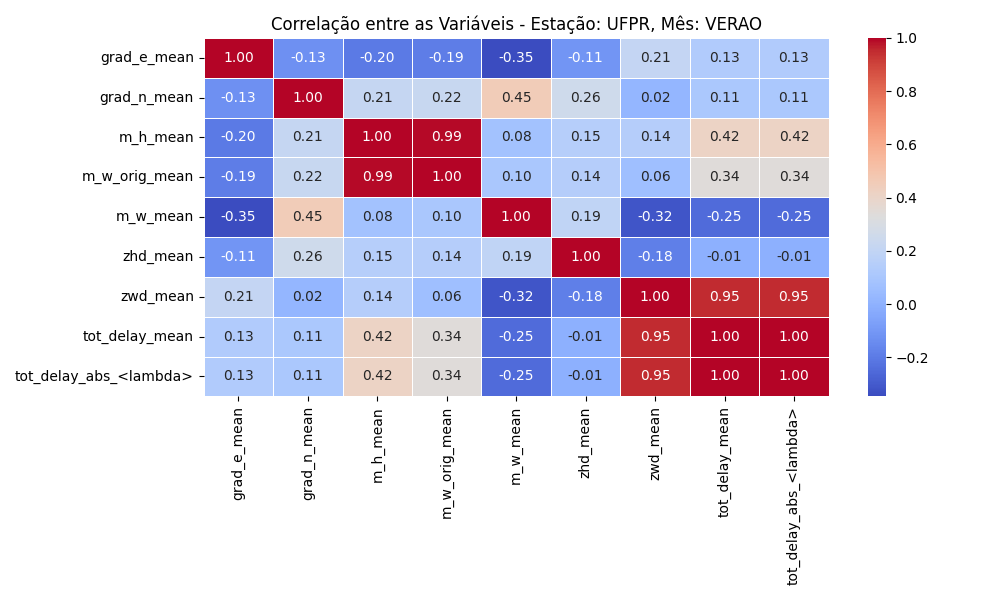 Correlação entre as Variáveis - Estação: UFPR, Mês: VERAO
grad_e_mean 1.00 -0.13 -0.20 -0.19 -0.35 -0.11 0.21 0.13 0.13
grad_n_mean -0.13 1.00 0.21 0.22 0.45 0.26 0.02 0.11 0.11
m_h_mean -0.20 0.21 1.00 0.99 0.08 0.15 0.14 0.42 0.42
m_w_orig_mean -0.19 0.22 0.99 1.00 0.10 0.14 0.06 0.34 0.34
m_w_mean -0.35 0.45 0.08 0.10 1.00 0.19 -0.32 -0.25 -0.25
zhd_mean -0.11 0.26 0.15 0.14 0.19 1.00 -0.18 -0.01 -0.01
zwd_mean 0.21 0.02 0.14 0.06 -0.32 -0.18 1.00 0.95 0.95
tot_delay_mean 0.13 0.11 0.42 0.34 -0.25 -0.01 0.95 1.00 1.00
tot_delay_abs_<lambda> 0.13 0.11 0.42 0.34 -0.25 -0.01 0.95 1.00 1.00
grad_e_mean
grad_n_mean
m_h_mean
m_w_orig_mean
m_w_mean
zhd_mean
zwd_mean
tot_delay_mean
tot_delay_abs_<lambda>
1.0
0.8
0.6
0.4
0.2
0.0
−0.2